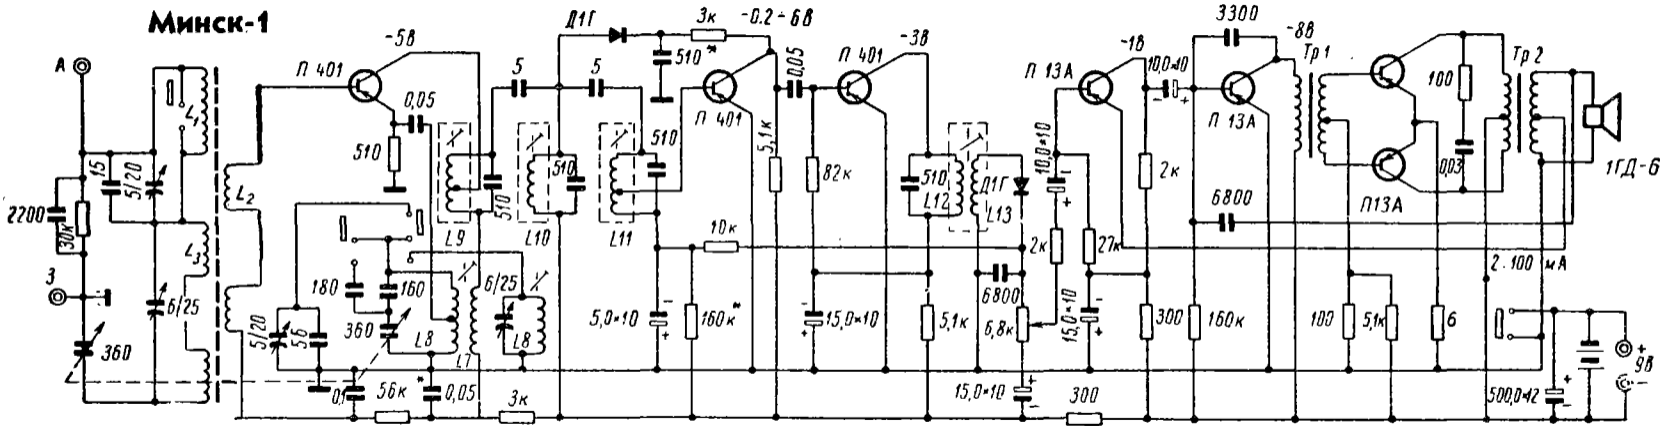 Минск-1
Д1Г 3к -0.2÷6В 3300
-5В 510* -3В -1В -8В Тр1 Тр2
А П 401 5 5 0,05 П 401 П 13А 10,0×10 100
L1 0,05 П 401 П 13А 1ГД-6
510 510 5,1к 82к 10,0×10 2к 0,03
15 5/20 510 510 510 Д1Г 6800 П13А
2200 30к L2 L9 L10 L11 L12 L13
L3 10к 2к 27к 2.100 мА
З 180 160 6/25 6800
6/25 5/20 56 360 5,0×10 160к* 15,0×10 5,1к 6,8к 15,0×10 300 160к 100 5,1к 6 + 9В -
360 L8 L7 L8
0,1 56к *0,05 3к 15,0×10 300 500,0×12